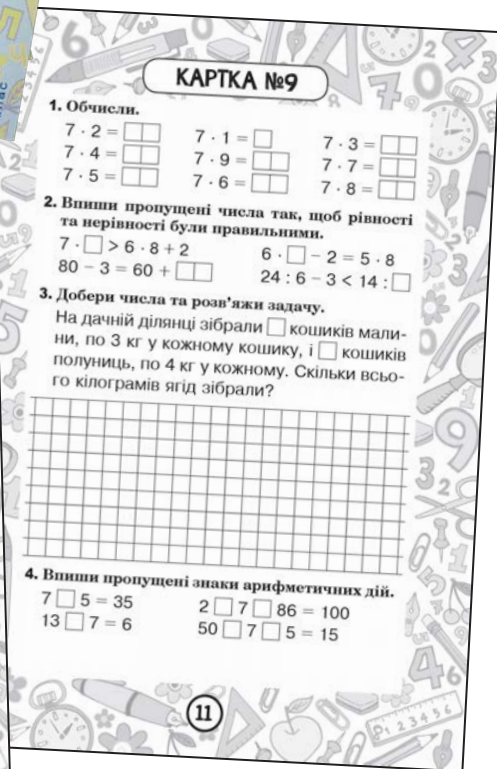 КАРТКА №9
1. Обчисли.
7 · 2 = □□ 7 · 1 = □ 7 · 3 = □□
7 · 4 = □□ 7 · 9 = □□ 7 · 7 = □□
7 · 5 = □□ 7 · 6 = □□ 7 · 8 = □□
2. Впиши пропущені числа так, щоб рівності
та нерівності були правильними.
7 · □ > 6 · 8 + 2 6 · □ − 2 = 5 · 8
80 − 3 = 60 + □□ 24 : 6 − 3 < 14 : □
3. Добери числа та розв'яжи задачу.
На дачній ділянці зібрали □ кошиків мали-
ни, по 3 кг у кожному кошику, і □ кошиків
полуниць, по 4 кг у кожному. Скільки всьо-
го кілограмів ягід зібрали?
4. Впиши пропущені знаки арифметичних дій.
7 □ 5 = 35 2 □ 7 □ 86 = 100
13 □ 7 = 6 50 □ 7 □ 5 = 15
11